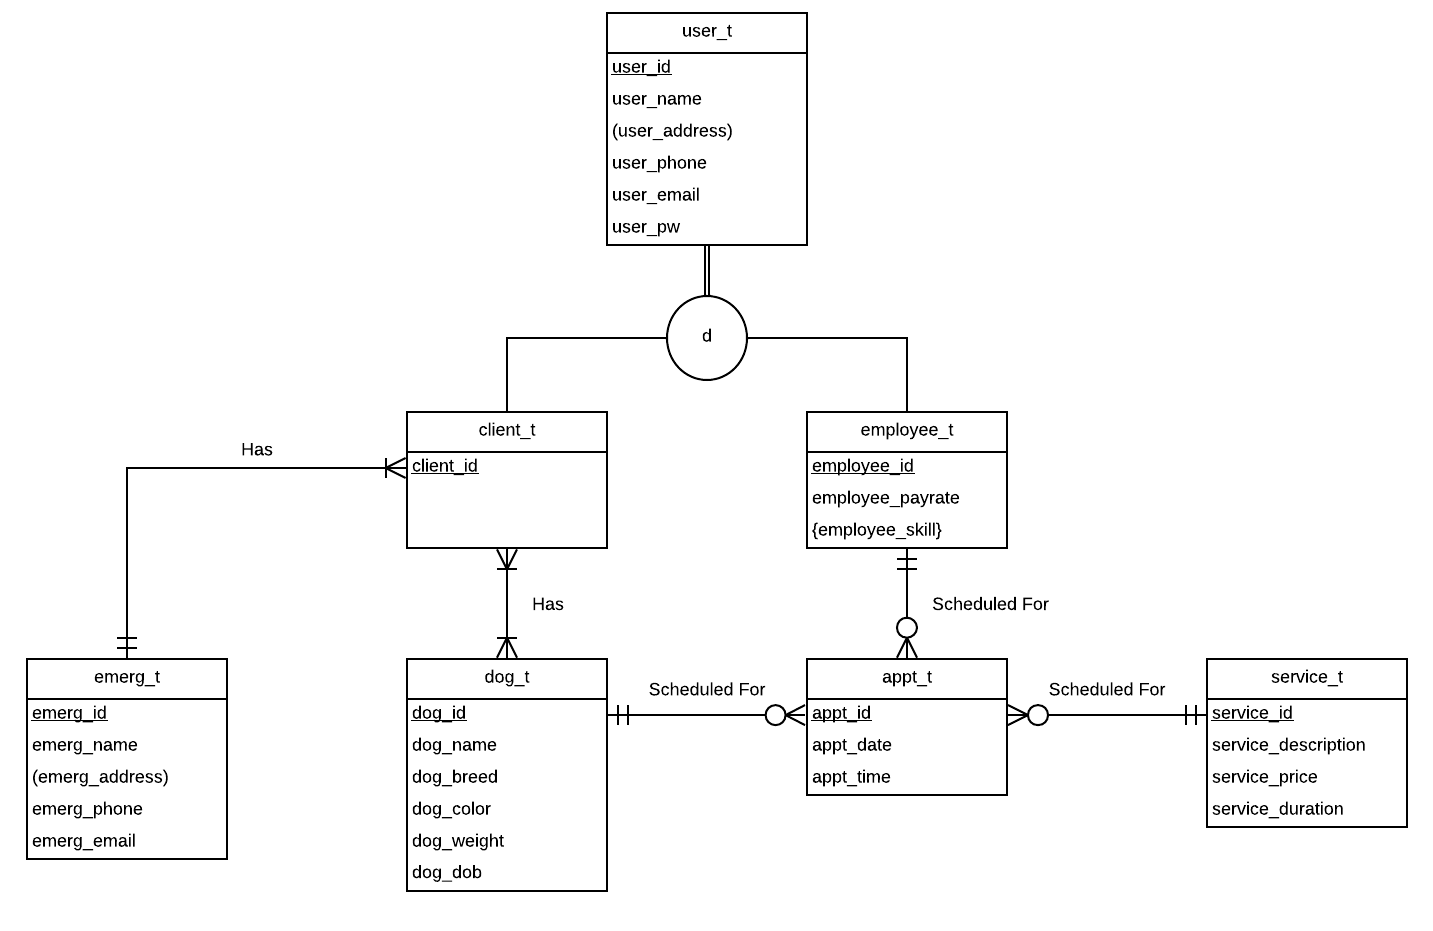 user_t
user_id
user_name
(user_address)
user_phone
user_email
user_pw
d
client_t
client_id
employee_t
employee_id
employee_payrate
{employee_skill}
Has
Has
Scheduled For
emerg_t
emerg_id
emerg_name
(emerg_address)
emerg_phone
emerg_email
dog_t
dog_id
dog_name
dog_breed
dog_color
dog_weight
dog_dob
Scheduled For
appt_t
appt_id
appt_date
appt_time
Scheduled For
service_t
service_id
service_description
service_price
service_duration